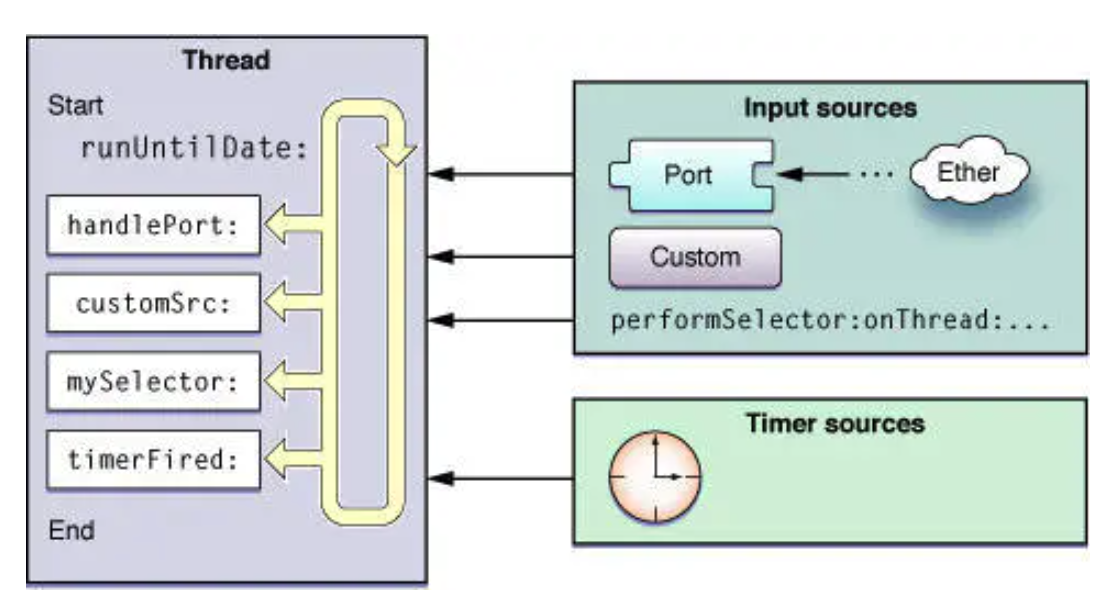 Thread
Start
runUntilDate:
handlePort:
customSrc:
mySelector:
timerFired:
End
Input sources
Port
...
Ether
Custom
performSelector:onThread:...
Timer sources